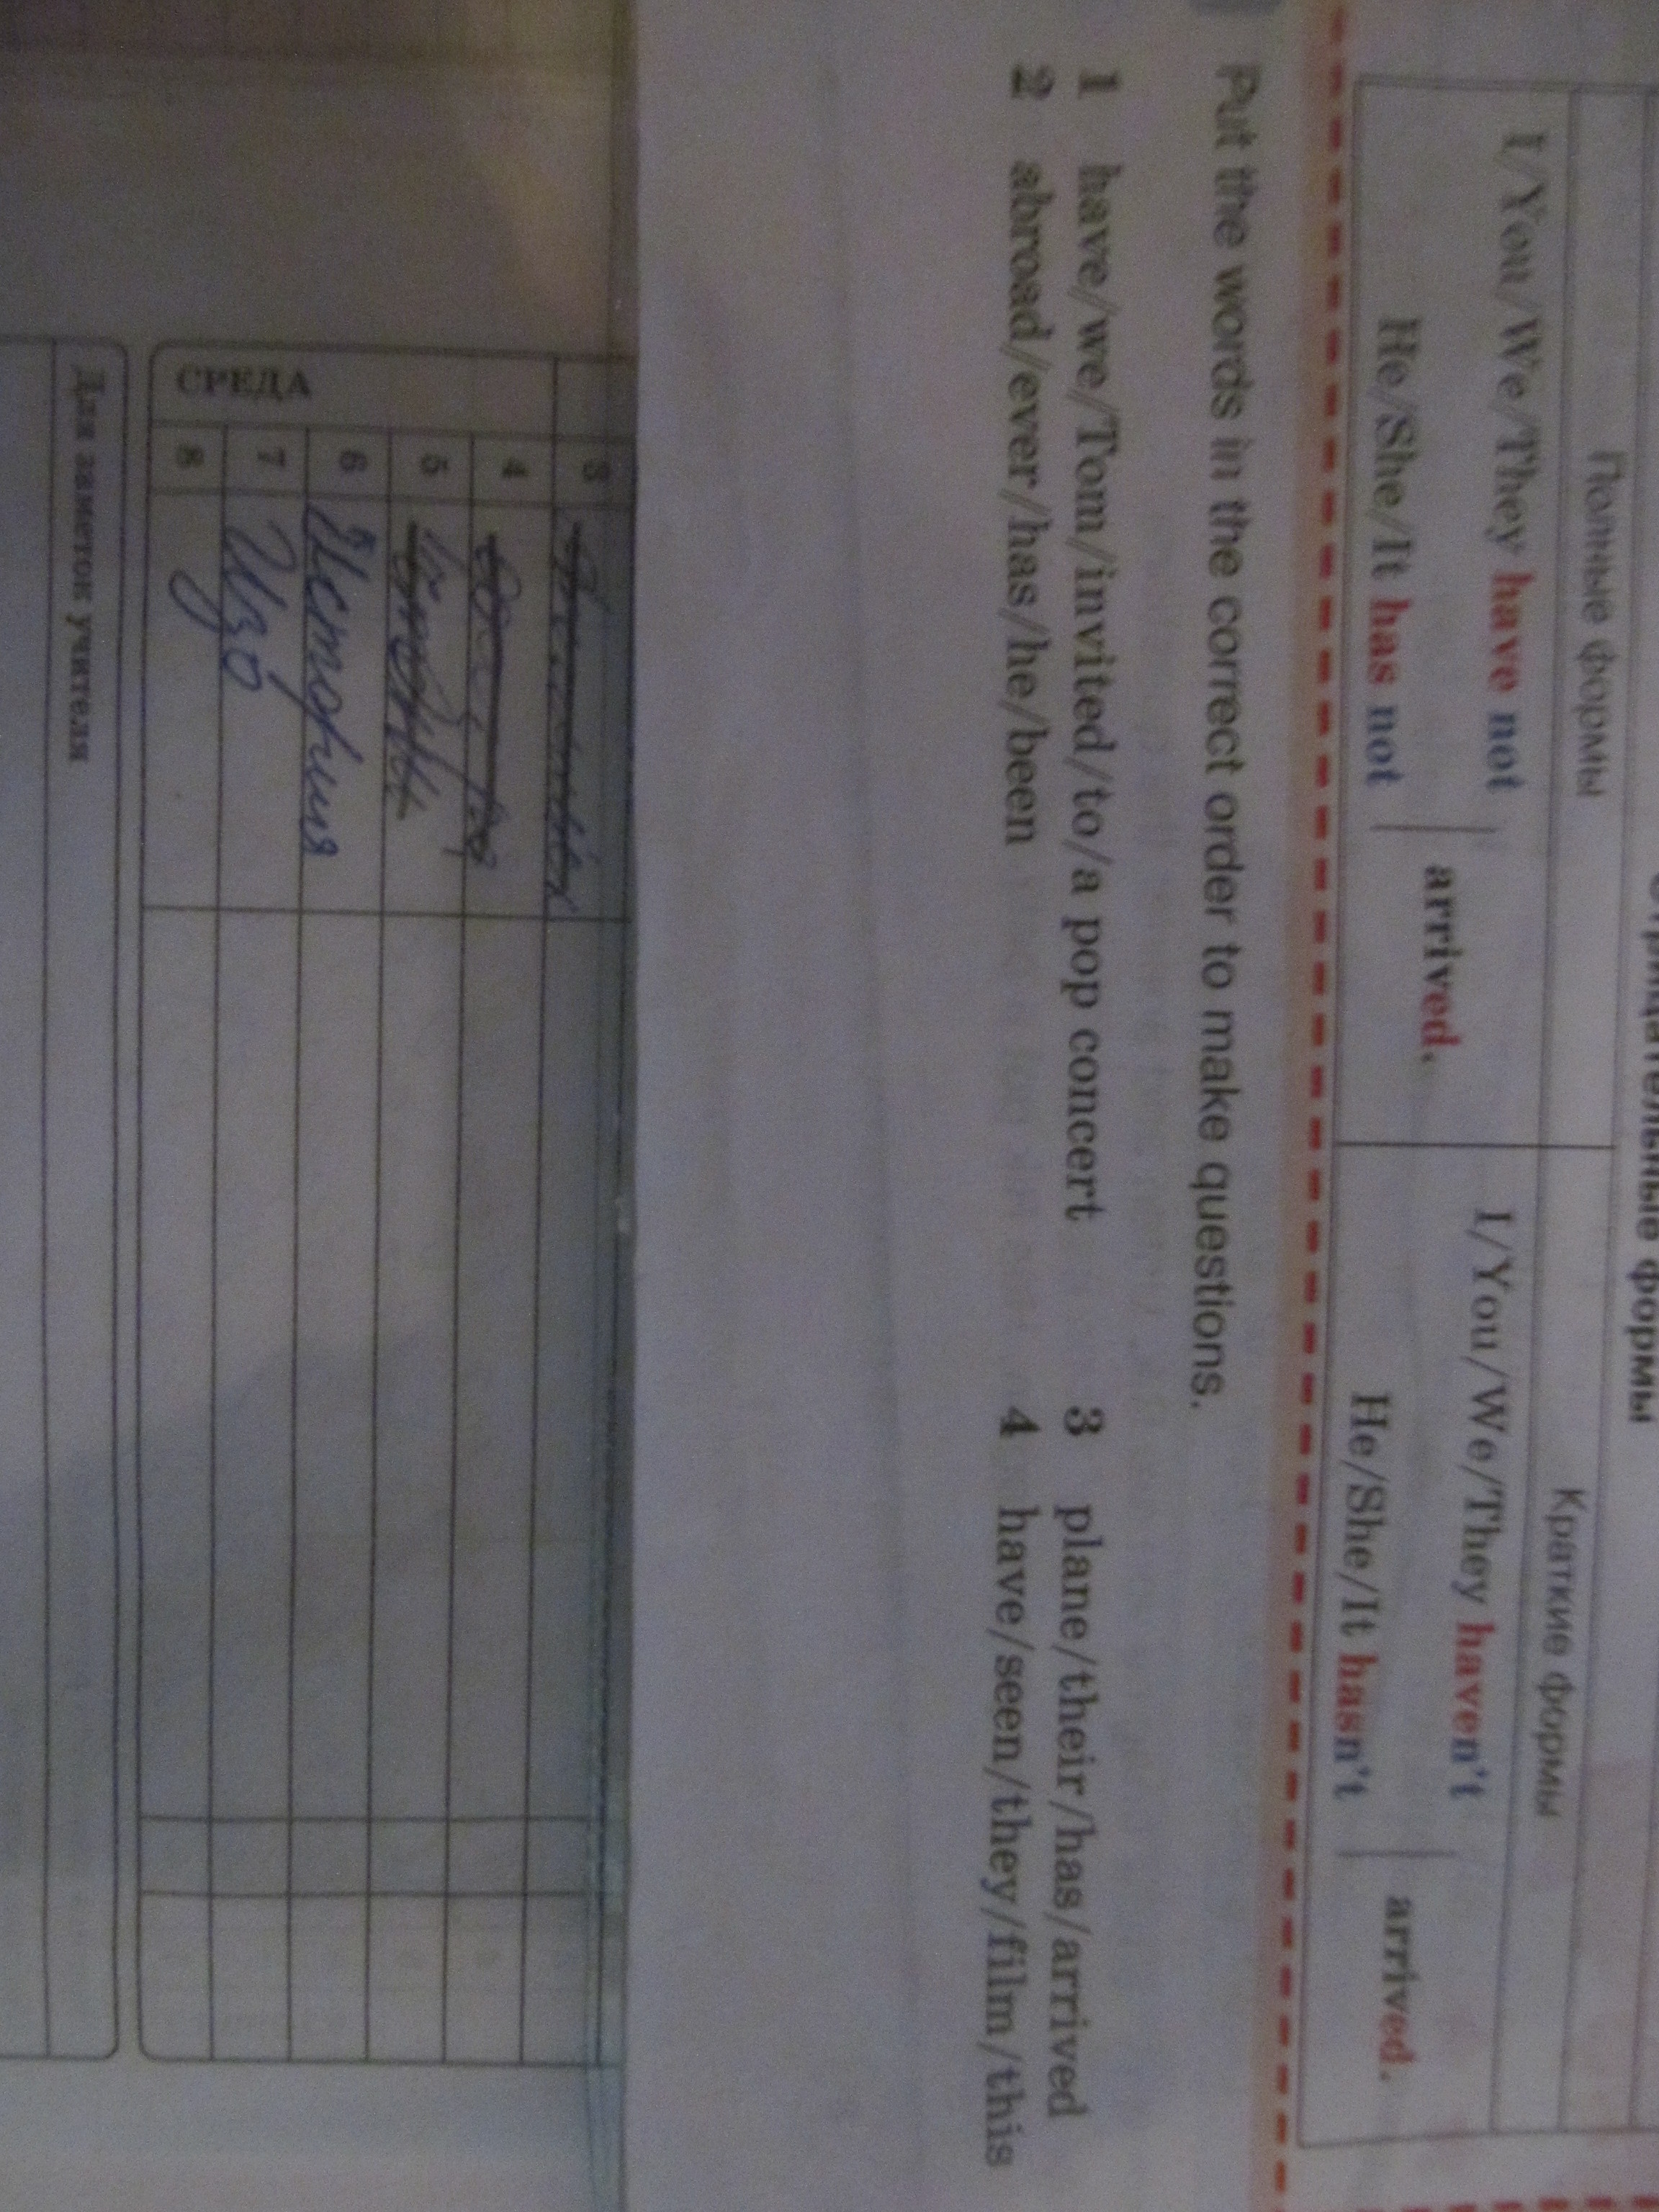 Отрицательные формы
Полные формы
Краткие формы
I/You/We/They have not
He/She/It has not
arrived.
I/You/We/They haven't
He/She/It hasn't
arrived.
Put the words in the correct order to make questions.
1 have/we/Tom/invited/to/a pop concert
2 abroad/ever/has/he/been
3 plane/their/has/arrived
4 have/seen/they/film/this
СРЕДА
3
4
5
6 История
7 Изо
8
Для заметок учителя